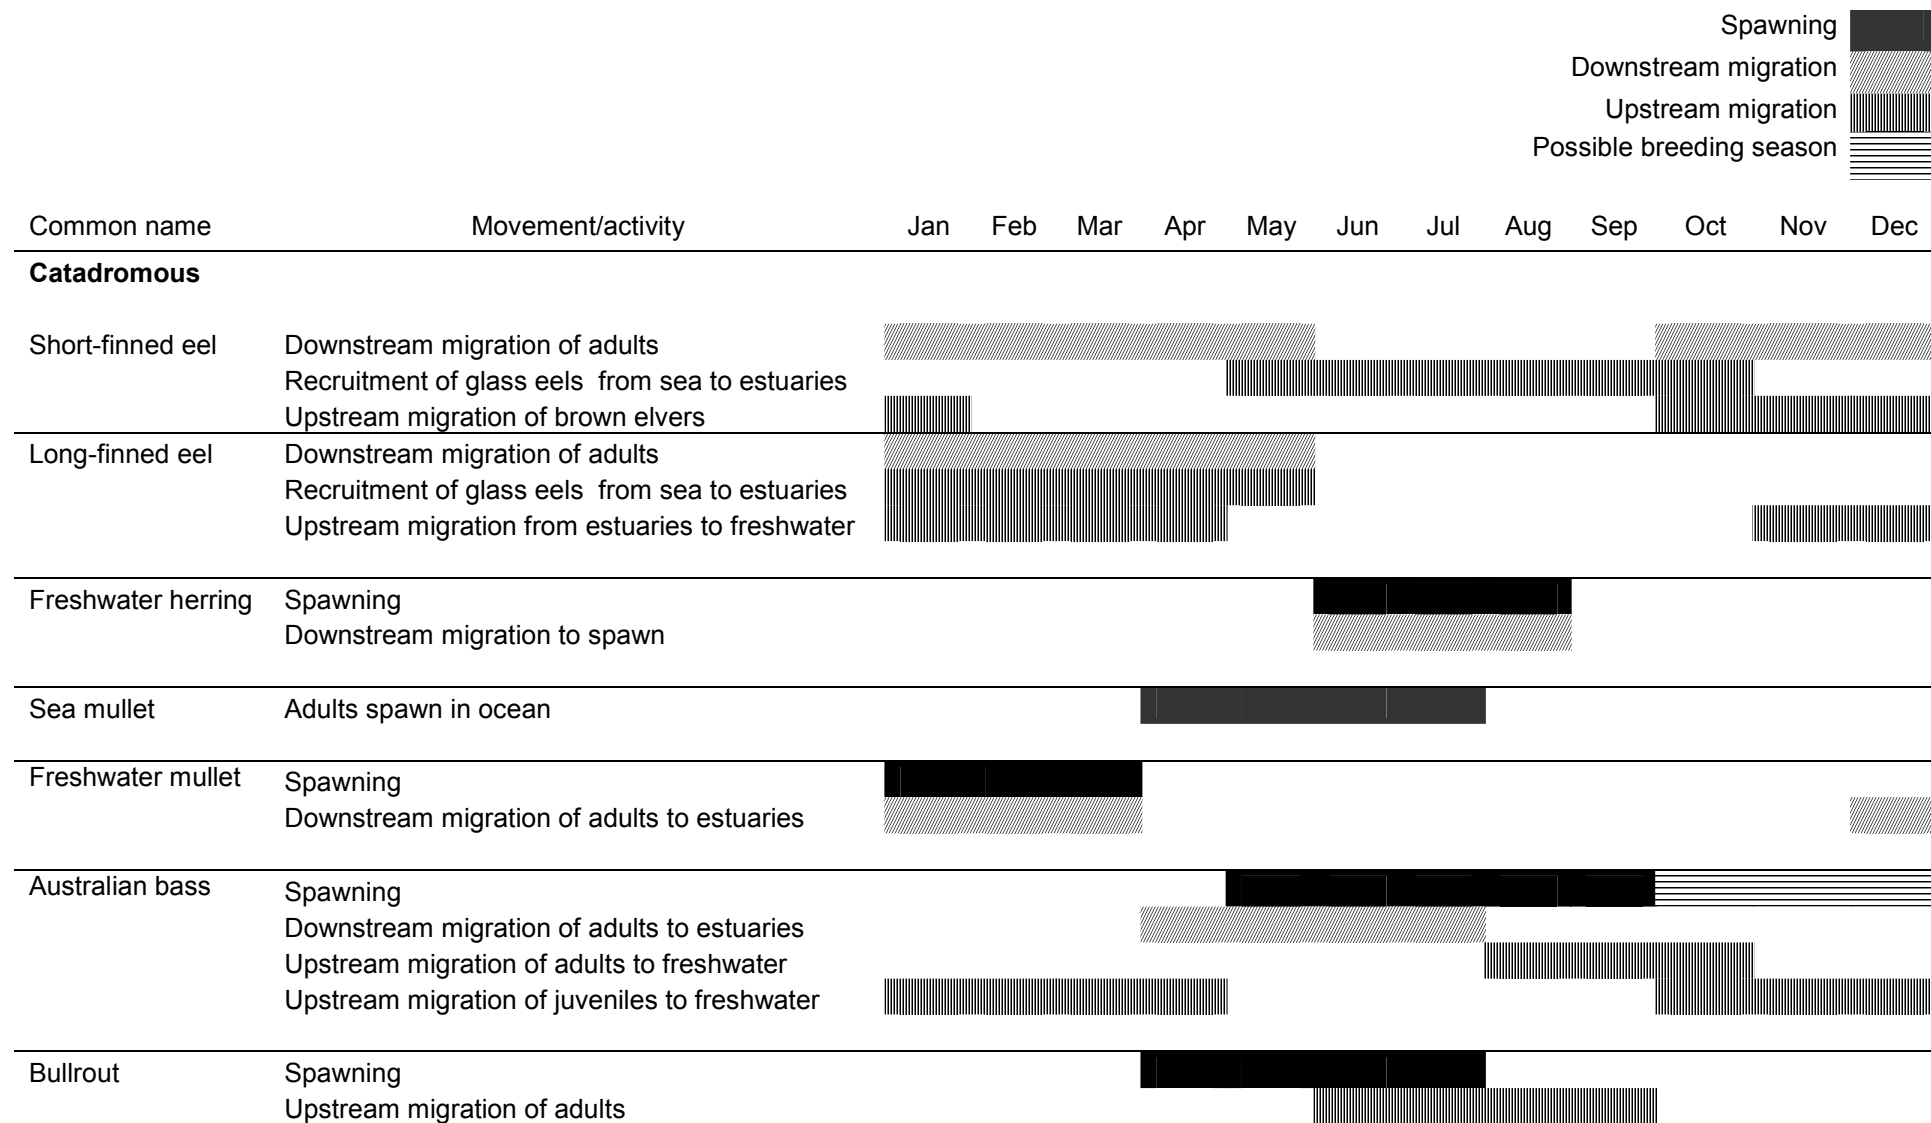 Spawning
Downstream migration
Upstream migration
Possible breeding season
Common name Movement/activity Jan Feb Mar Apr May Jun Jul Aug Sep Oct Nov Dec
Catadromous
Short-finned eel Downstream migration of adults
Recruitment of glass eels from sea to estuaries
Upstream migration of brown elvers
Long-finned eel Downstream migration of adults
Recruitment of glass eels from sea to estuaries
Upstream migration from estuaries to freshwater
Freshwater herring Spawning
Downstream migration to spawn
Sea mullet Adults spawn in ocean
Freshwater mullet Spawning
Downstream migration of adults to estuaries
Australian bass Spawning
Downstream migration of adults to estuaries
Upstream migration of adults to freshwater
Upstream migration of juveniles to freshwater
Bullrout Spawning
Upstream migration of adults